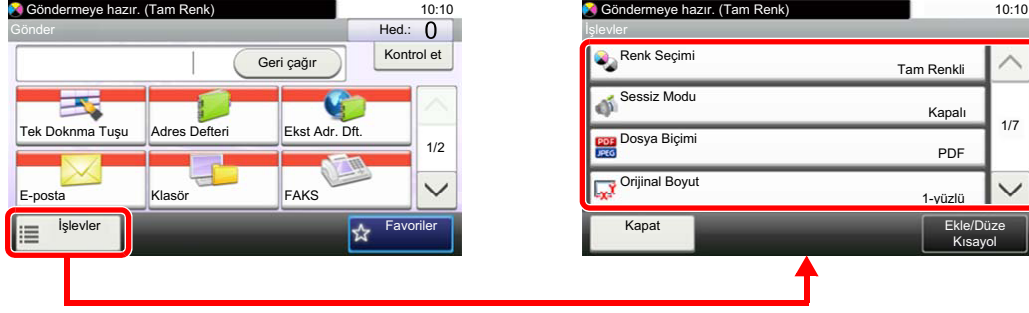 Göndermeye hazır. (Tam Renk) 10:10
Gönder Hed.: 0
Geri çağır Kontrol et
Tek Doknma Tuşu Adres Defteri Ekst Adr. Dft.
1/2
E-posta Klasör FAKS
İşlevler Favoriler
Göndermeye hazır. (Tam Renk) 10:10
İşlevler
Renk Seçimi
Tam Renkli
Sessiz Modu
Kapalı
1/7
PDF
JPEG
Dosya Biçimi
PDF
Orijinal Boyut
1-yüzlü
Kapat Ekle/Düze
Kısayol